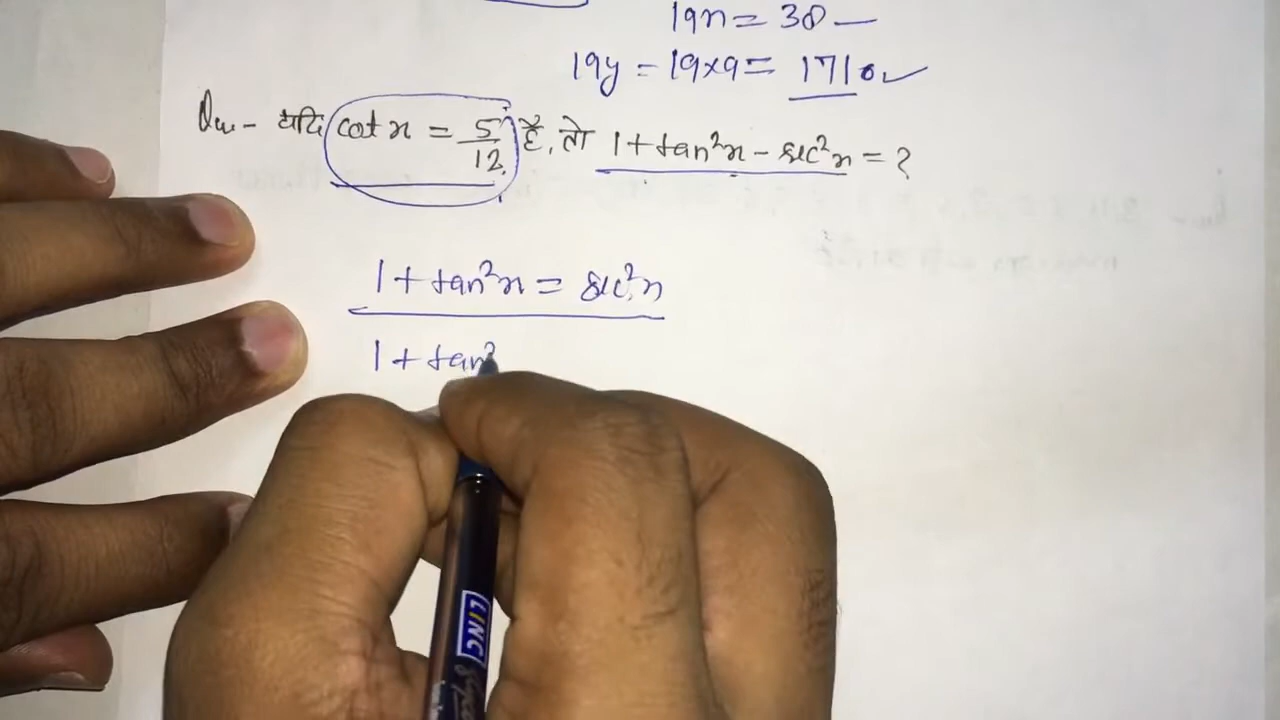 19x = 38
19y = 19×9 = 171
Qu - यदि cot x = 5/12 है, तो 1 + tan²x - sec²x = ?
1 + tan²x = sec²x
1 + tan²
LINC